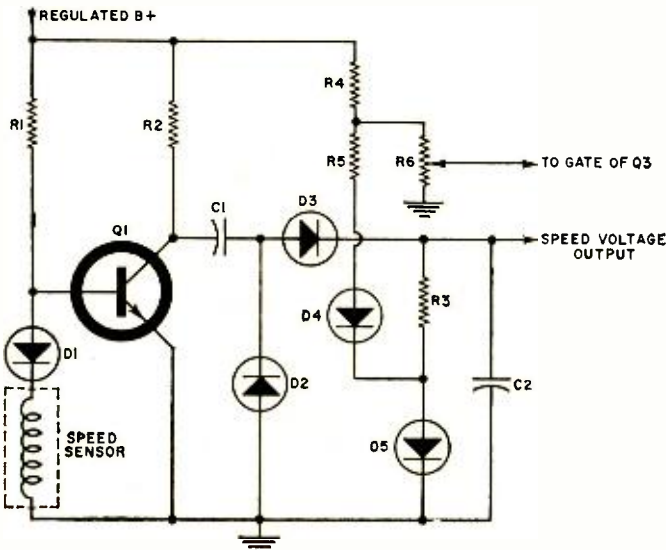 REGULATED B+
R4
R1
R2
R5
R6
TO GATE OF Q3
C1
D3
Q1
SPEED VOLTAGE
OUTPUT
R3
D4
D1
D2
C2
D5
SPEED
SENSOR